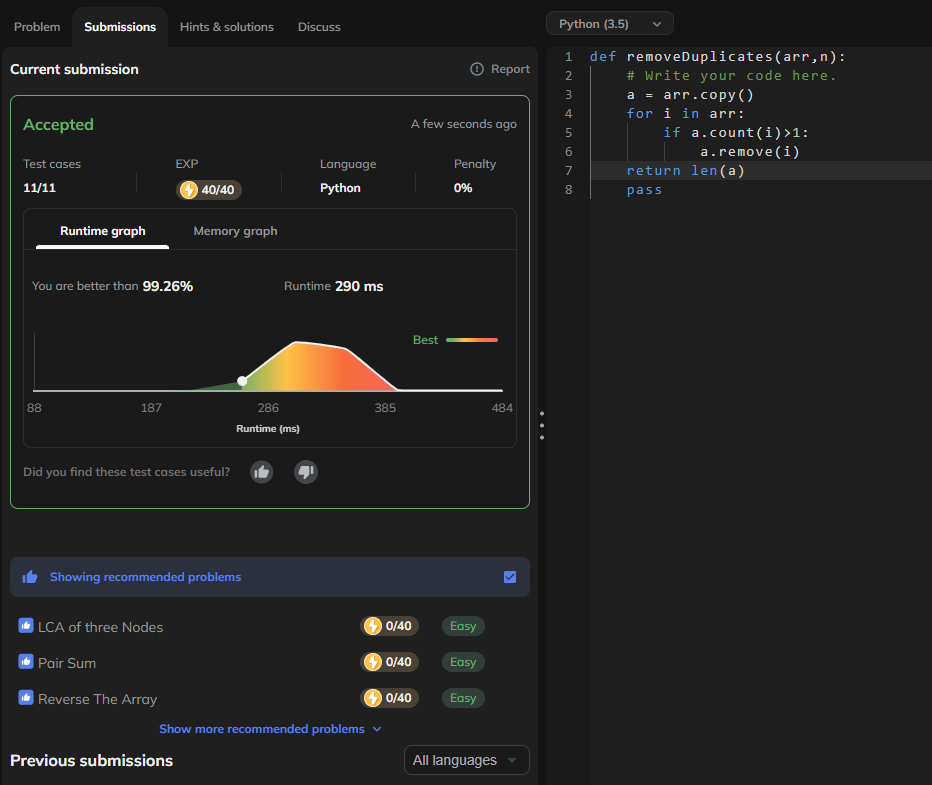 Problem Submissions Hints & solutions Discuss
Current submission Report
Accepted A few seconds ago
Test cases EXP Language Penalty
11/11 40/40 Python 0%
Runtime graph Memory graph
You are better than 99.26% Runtime 290 ms
Best
88 187 286 385 484
Runtime (ms)
Did you find these test cases useful?
Showing recommended problems
LCA of three Nodes 0/40 Easy
Pair Sum 0/40 Easy
Reverse The Array 0/40 Easy
Show more recommended problems
Previous submissions All languages
Python (3.5)
1 def removeDuplicates(arr,n):
2     # Write your code here.
3     a = arr.copy()
4     for i in arr:
5         if a.count(i)>1:
6             a.remove(i)
7     return len(a)
8     pass